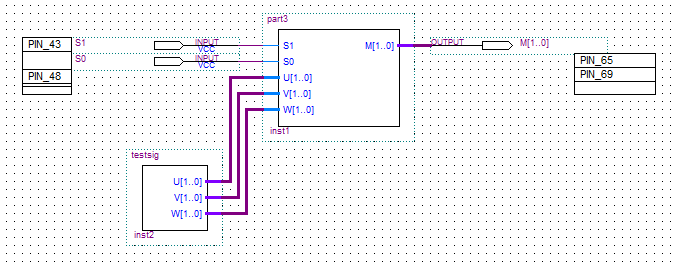 part3
PIN_43 S1 INPUT VCC S1 M[1..0] OUTPUT M[1..0]
S0 INPUT VCC S0
PIN_48 U[1..0]
V[1..0]
W[1..0]
PIN_65
PIN_69
inst1
testsig
U[1..0]
V[1..0]
W[1..0]
inst2